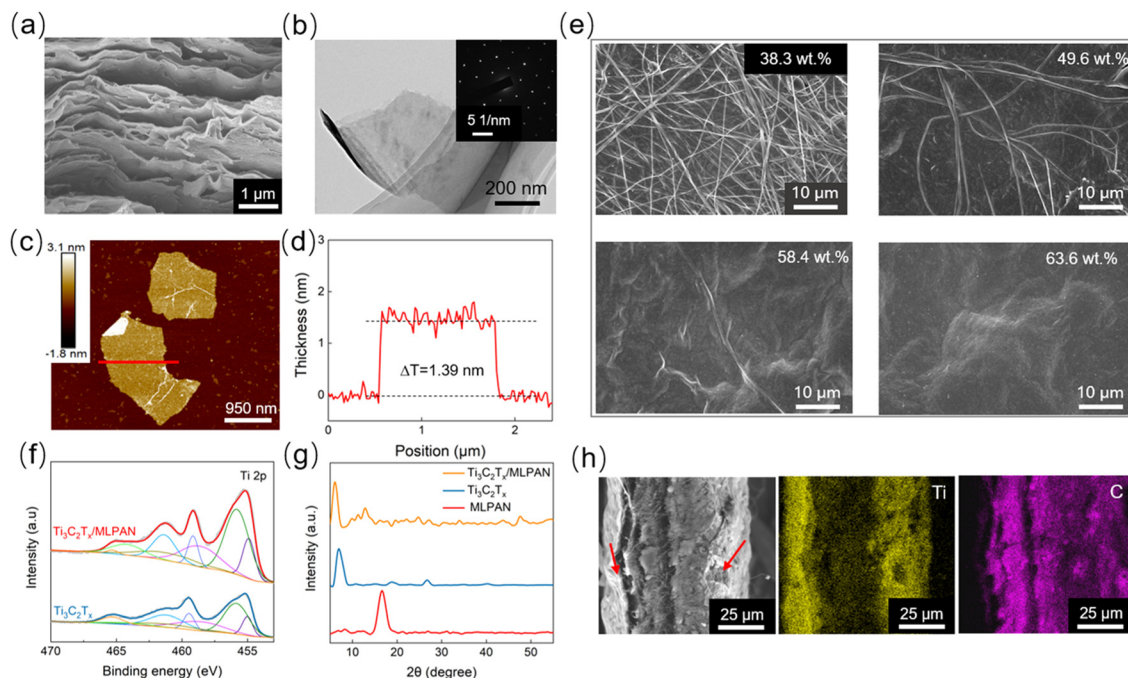 (a)
1 μm
(b)
5 1/nm
200 nm
(c)
3.1 nm
-1.8 nm
950 nm
(d)
Thickness (nm)
3
2
1
0
ΔT=1.39 nm
0
1
2
Position (μm)
(e)
38.3 wt.%
10 μm
49.6 wt.%
10 μm
58.4 wt.%
10 μm
63.6 wt.%
10 μm
(f)
Ti 2p
Intensity (a.u)
Ti₃C₂Tₓ/MLPAN
Ti₃C₂Tₓ
470
465
460
455
Binding energy (eV)
(g)
Intensity (a.u.)
Ti₃C₂Tₓ/MLPAN
Ti₃C₂Tₓ
MLPAN
10
20
30
40
50
2θ (degree)
(h)
25 μm
Ti
25 μm
C
25 μm